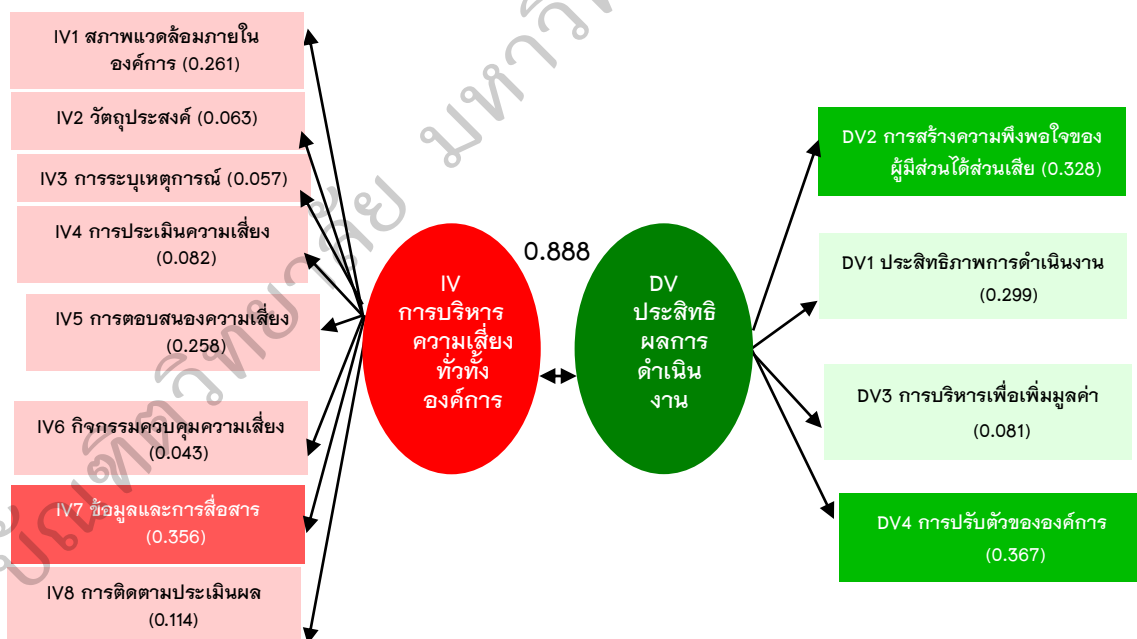 IV1 สภาพแวดล้อมภายใน
องค์การ (0.261)
IV2 วัตถุประสงค์ (0.063)
IV3 การระบุเหตุการณ์ (0.057)
IV4 การประเมินความเสี่ยง
(0.082)
IV5 การตอบสนองความเสี่ยง
(0.258)
IV6 กิจกรรมควบคุมความเสี่ยง
(0.043)
IV7 ข้อมูลและการสื่อสาร
(0.356)
IV8 การติดตามประเมินผล
(0.114)
IV
การบริหาร
ความเสี่ยง
ทั่วทั้ง
องค์การ
0.888
DV
ประสิทธิ
ผลการ
ดำเนิน
งาน
DV2 การสร้างความพึงพอใจของ
ผู้มีส่วนได้ส่วนเสีย (0.328)
DV1 ประสิทธิภาพการดำเนินงาน
(0.299)
DV3 การบริหารเพื่อเพิ่มมูลค่า
(0.081)
DV4 การปรับตัวขององค์การ
(0.367)
บัณฑิตวิทยาลัย